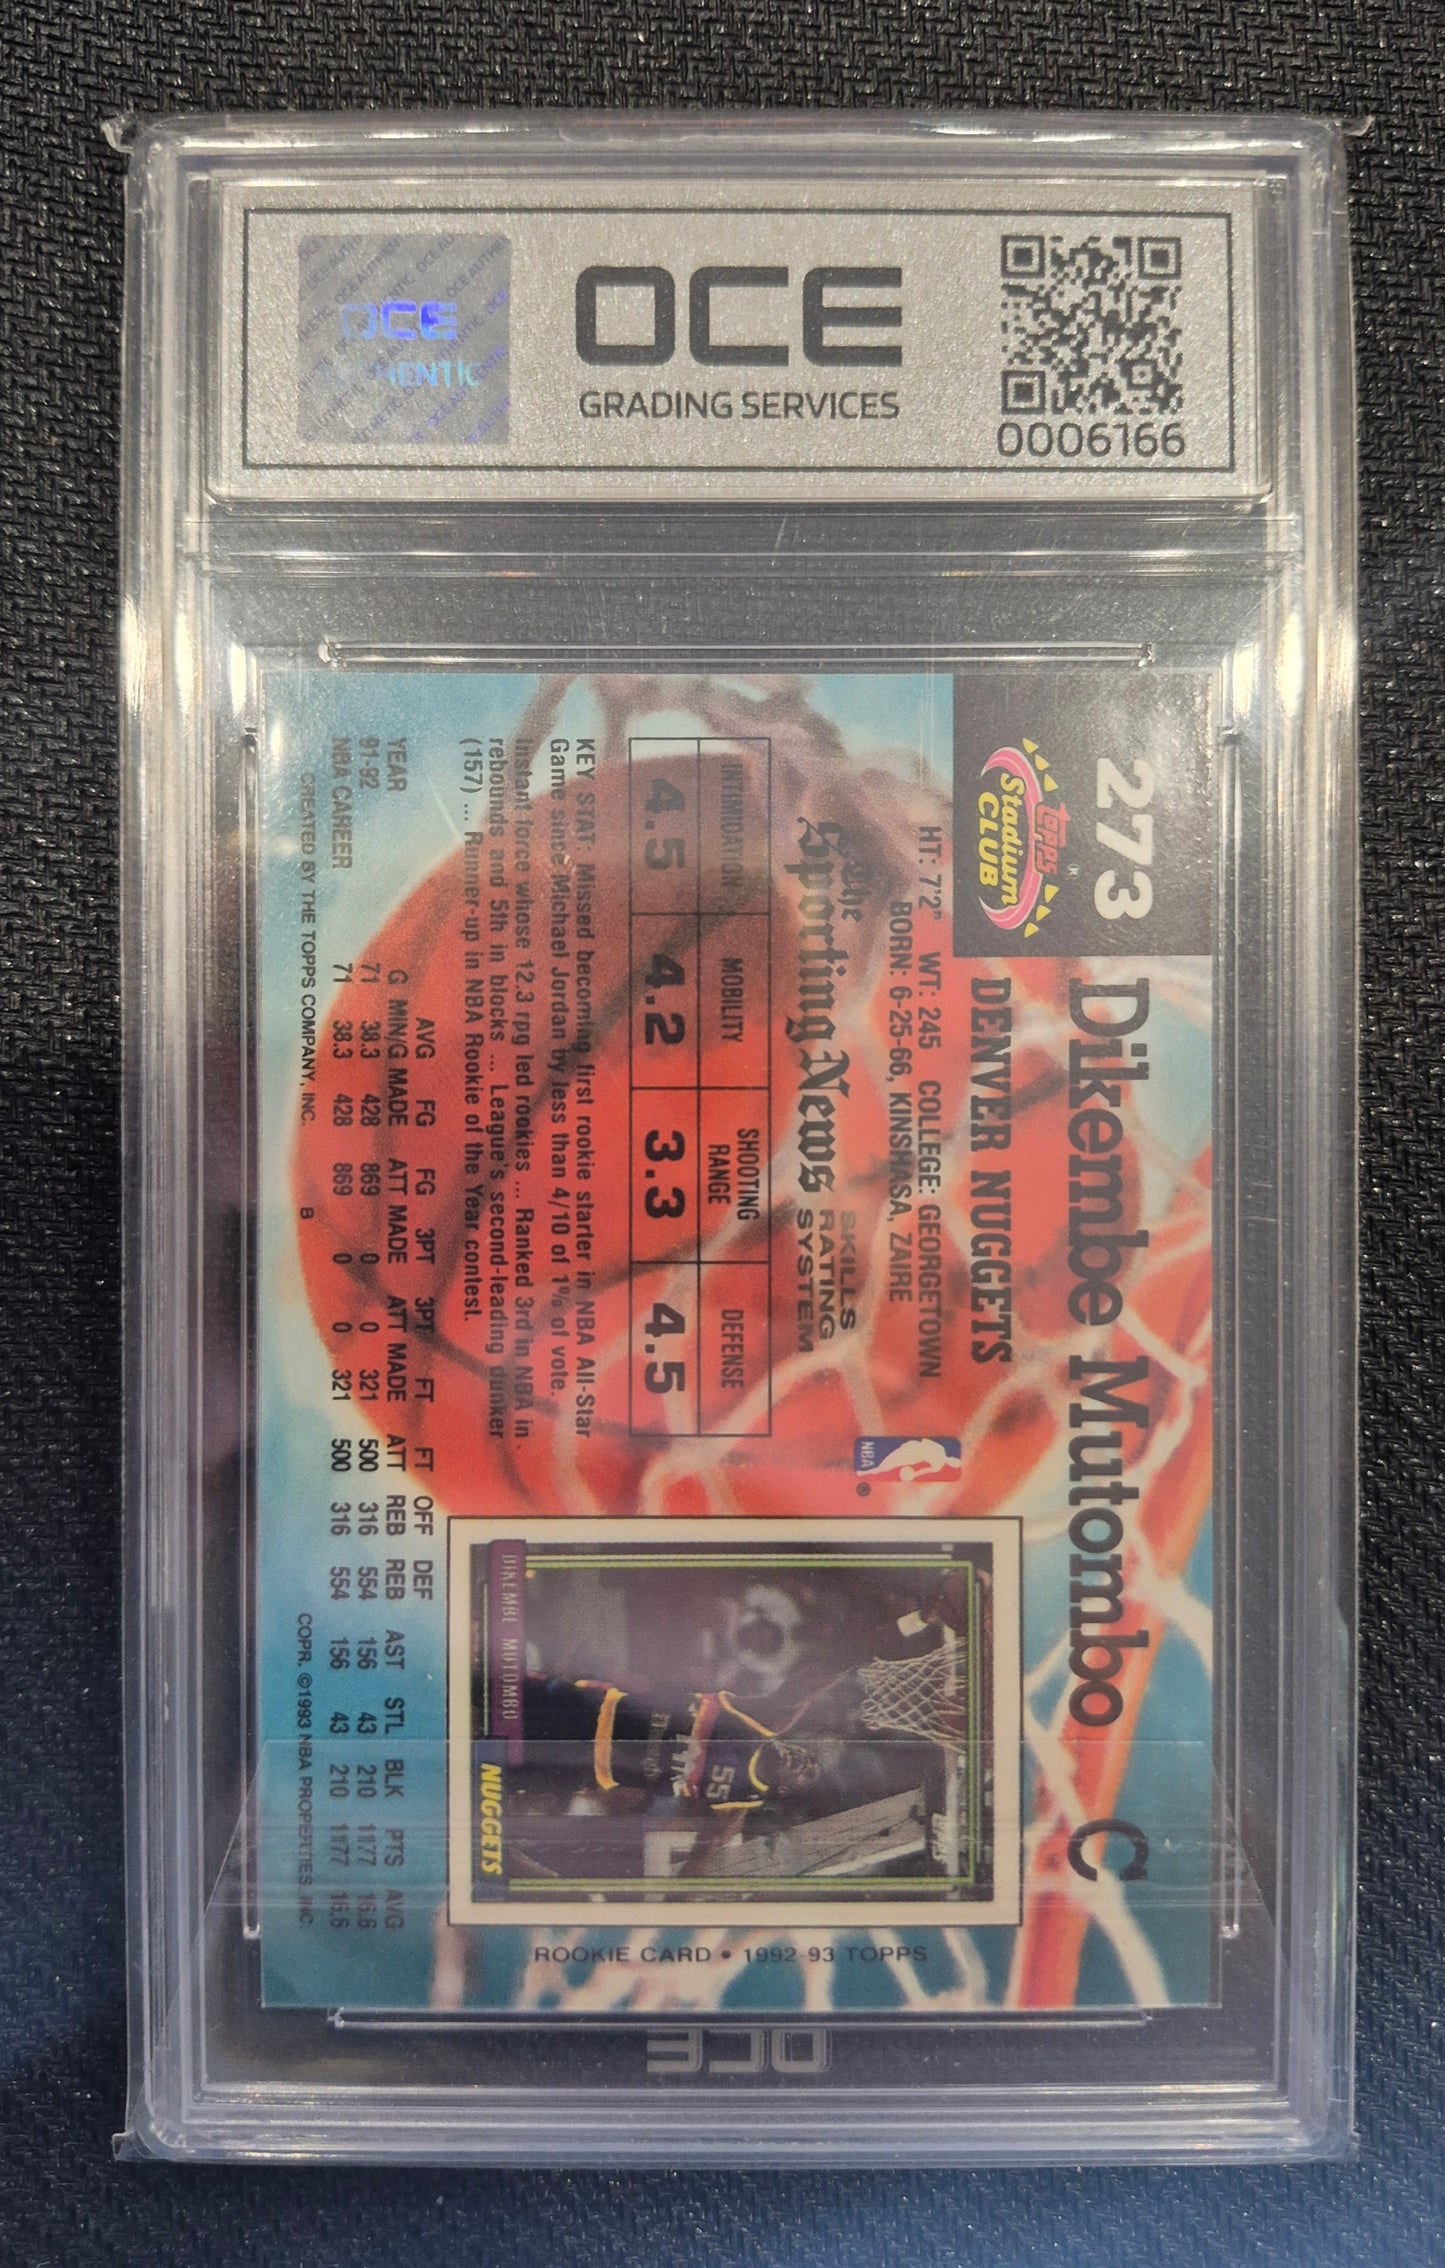 OCE
AUTHENTIC
OCE
GRADING SERVICES
0006166
273
Dikembe Mutombo C
Topps ®
Stadium
CLUB
DENVER NUGGETS
HT: 7'2" WT: 245 COLLEGE: GEORGETOWN
BORN: 6-25-66, KINSHASA, ZAIRE
NBA ®
The
Sporting News
SKILLS
RATING
SYSTEM
INTIMIDATION MOBILITY SHOOTING RANGE DEFENSE
4.5 4.2 3.3 4.5
KEY STAT: Missed becoming first rookie starter in NBA All-Star
Game since Michael Jordan by less than 4/10 of 1% of vote.
Instant force whose 12.3 rpg led rookies ... Ranked 3rd in NBA in
rebounds and 5th in blocks ... League's second-leading dunker
(157) ... Runner-up in NBA Rookie of the Year contest.
AVG FG FG 3PT 3PT FT FT OFF DEF
YEAR G MIN/G MADE ATT MADE ATT MADE ATT REB REB AST STL BLK PTS AVG
91-92 71 38.3 428 869 0 0 321 500 316 554 156 43 210 1177 16.6
NBA CAREER 71 38.3 428 869 0 0 321 500 316 554 156 43 210 1177 16.6
CREATED BY THE TOPPS COMPANY, INC. B COPR. ©1993 NBA PROPERTIES, INC.
TOPPS
55
DIKEMBE MUTOMBO
NUGGETS
ROOKIE CARD • 1992-93 TOPPS
OCE